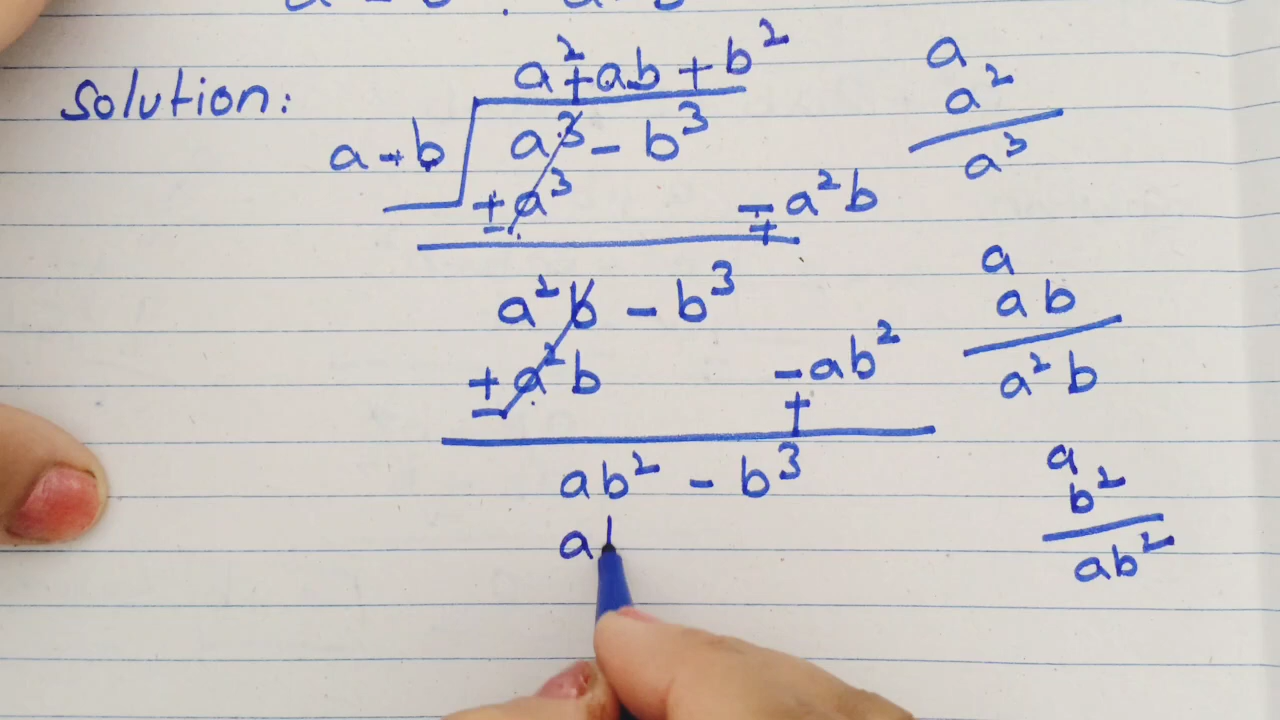 Solution:
a² + ab + b²
a - b
a³ - b³
± a³ ∓ a²b
a²b - b³
± a²b ∓ ab²
ab² - b³
a
a
a²
a³
a
ab
a²b
a
b²
ab²